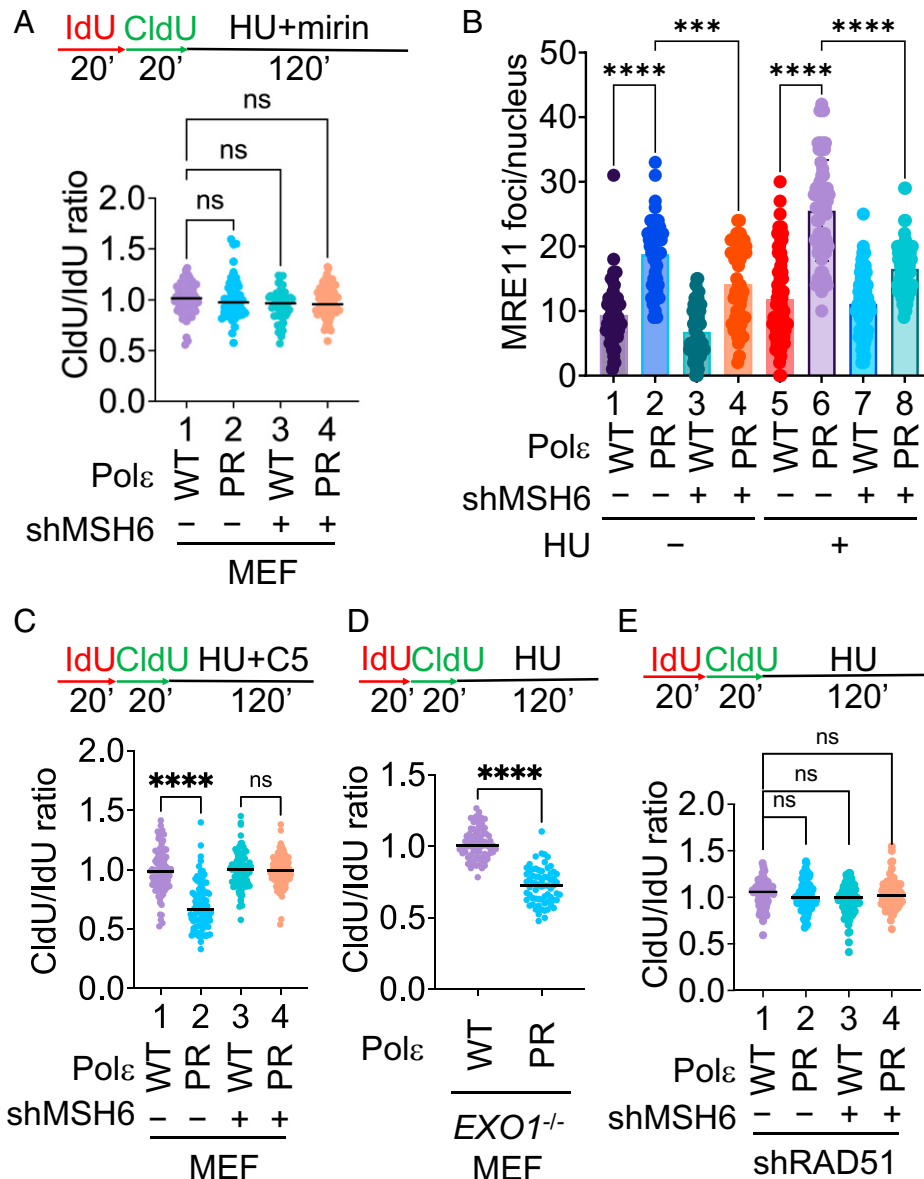 A
IdU CldU HU+mirin
20’ 20’ 120’
ns
ns
ns
CldU/IdU ratio
2.0
1.5
1.0
0.5
0.0
1 2 3 4
Polε WT PR WT PR
shMSH6 – – + +
MEF
B
*** ****
**** ****
MRE11 foci/nucleus
50
40
30
20
10
0
1 2 3 4 5 6 7 8
Polε WT PR WT PR WT PR WT PR
shMSH6 – – + + – – + +
HU – +
C
IdU CldU HU+C5
20’ 20’ 120’
**** ns
CldU/IdU ratio
2.0
1.5
1.0
0.5
0.0
1 2 3 4
Polε WT PR WT PR
shMSH6 – – + +
MEF
D
IdU CldU HU
20’ 20’ 120’
****
CldU/IdU ratio
1.5
1.0
0.5
0.0
Polε WT PR
EXO1-/-
MEF
E
IdU CldU HU
20’ 20’ 120’
ns
ns
ns
CldU/IdU ratio
2.0
1.5
1.0
0.5
0.0
1 2 3 4
Polε WT PR WT PR
shMSH6 – – + +
shRAD51